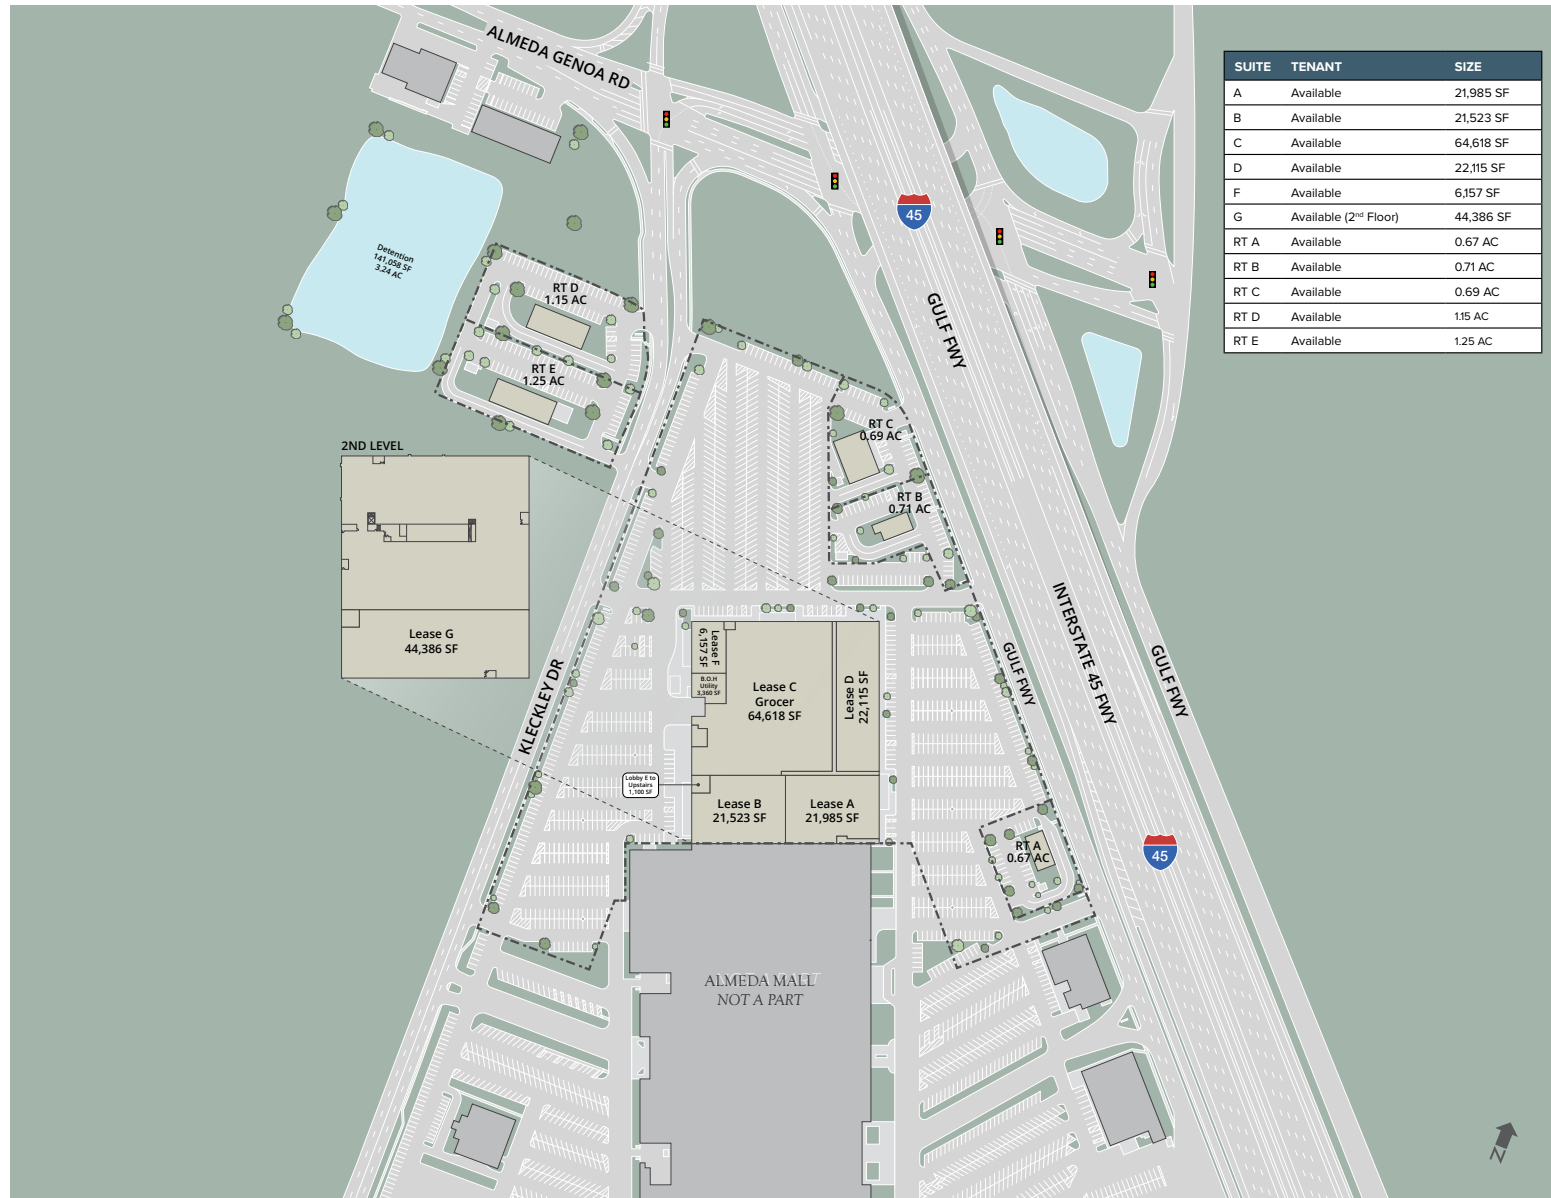 ALMEDA GENOA RD
SUITE TENANT SIZE
A Available 21,985 SF
B Available 21,523 SF
C Available 64,618 SF
D Available 22,115 SF
F Available 6,157 SF
G Available (2nd Floor) 44,386 SF
RT A Available 0.67 AC
RT B Available 0.71 AC
RT C Available 0.69 AC
RT D Available 1.15 AC
RT E Available 1.25 AC
45
Detention
141,058 SF
3.24 AC
RT D
1.15 AC
GULF FWY
RT E
1.25 AC
RT C
0.69 AC
2ND LEVEL
RT B
0.71 AC
Lease G
44,386 SF
KLECKLEY DR
Lease F
6,157 SF
B.O.H
Utility
3,360 SF
Lease C
Grocer
64,618 SF
Lease D
22,115 SF
GULF FWY
INTERSTATE 45 FWY
GULF FWY
Lobby E to
Upstairs
1,100 SF
Lease B
21,523 SF
Lease A
21,985 SF
RT A
0.67 AC
45
ALMEDA MALL
NOT A PART
N